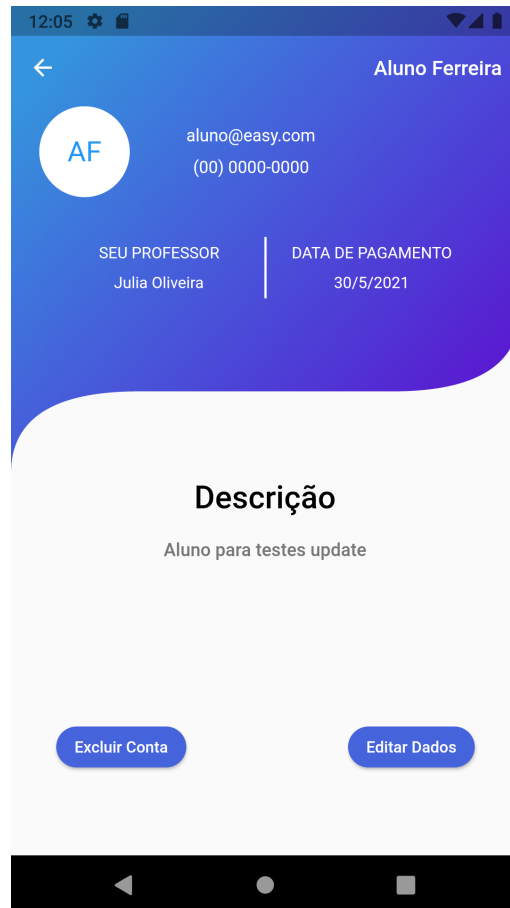 12:05
Aluno Ferreira
AF
aluno@easy.com
(00) 0000-0000
SEU PROFESSOR
Julia Oliveira
DATA DE PAGAMENTO
30/5/2021
Descrição
Aluno para testes update
Excluir Conta
Editar Dados